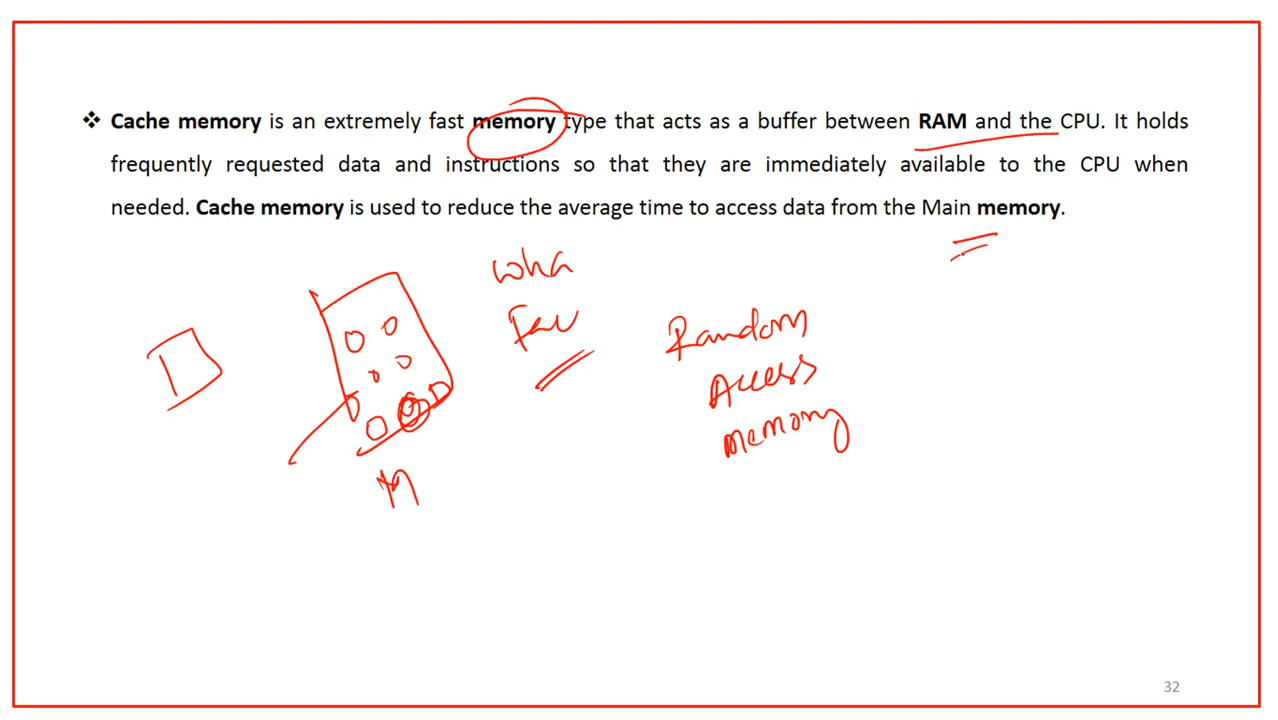 ❖ Cache memory is an extremely fast memory type that acts as a buffer between RAM and the CPU. It holds
frequently requested data and instructions so that they are immediately available to the CPU when
needed. Cache memory is used to reduce the average time to access data from the Main memory.
Wha
Random
Access
Memory
32